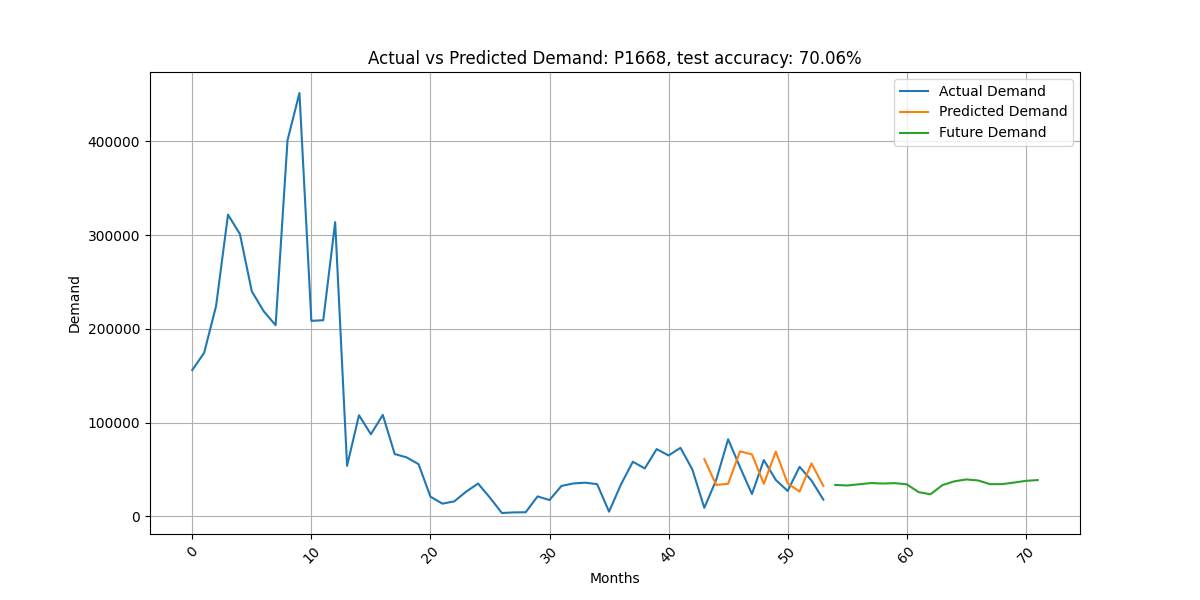 Actual vs Predicted Demand: P1668, test accuracy: 70.06%
Actual Demand
Predicted Demand
Future Demand
Demand
400000
300000
200000
100000
0
0 10 20 30 40 50 60 70
Months